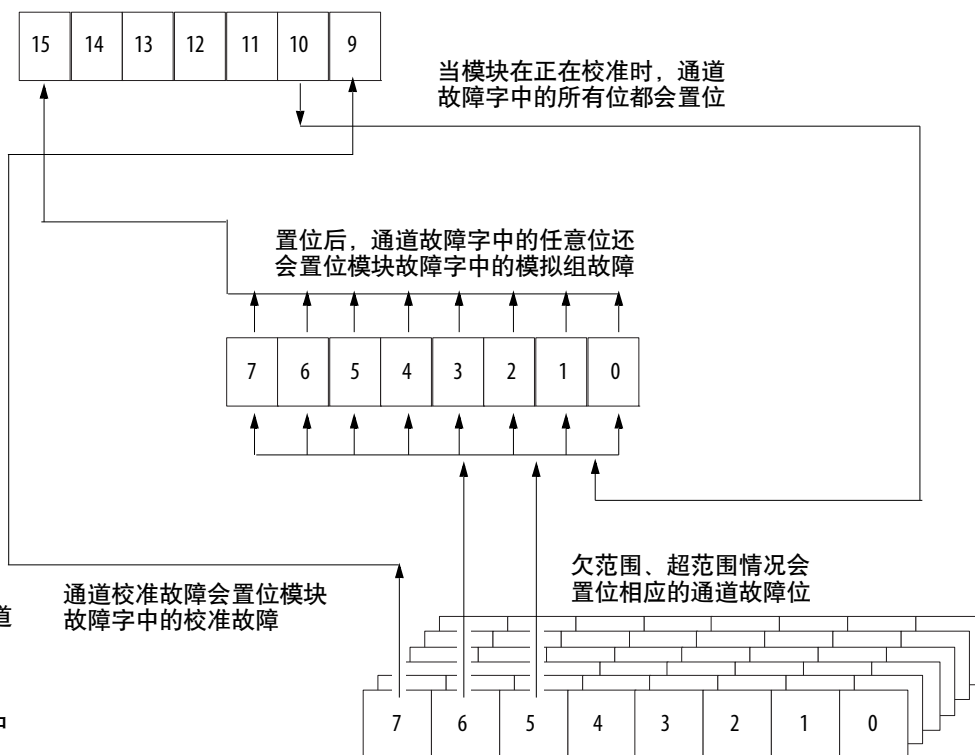 15 14 13 12 11 10 9
当模块在正在校准时，通道
故障字中的所有位都会置位
置位后，通道故障字中的任意位还
会置位模块故障字中的模拟组故障
7 6 5 4 3 2 1 0
欠范围、超范围情况会
置位相应的通道故障位
通道校准故障会置位模块
故障字中的校准故障
道
7 6 5 4 3 2 1 0